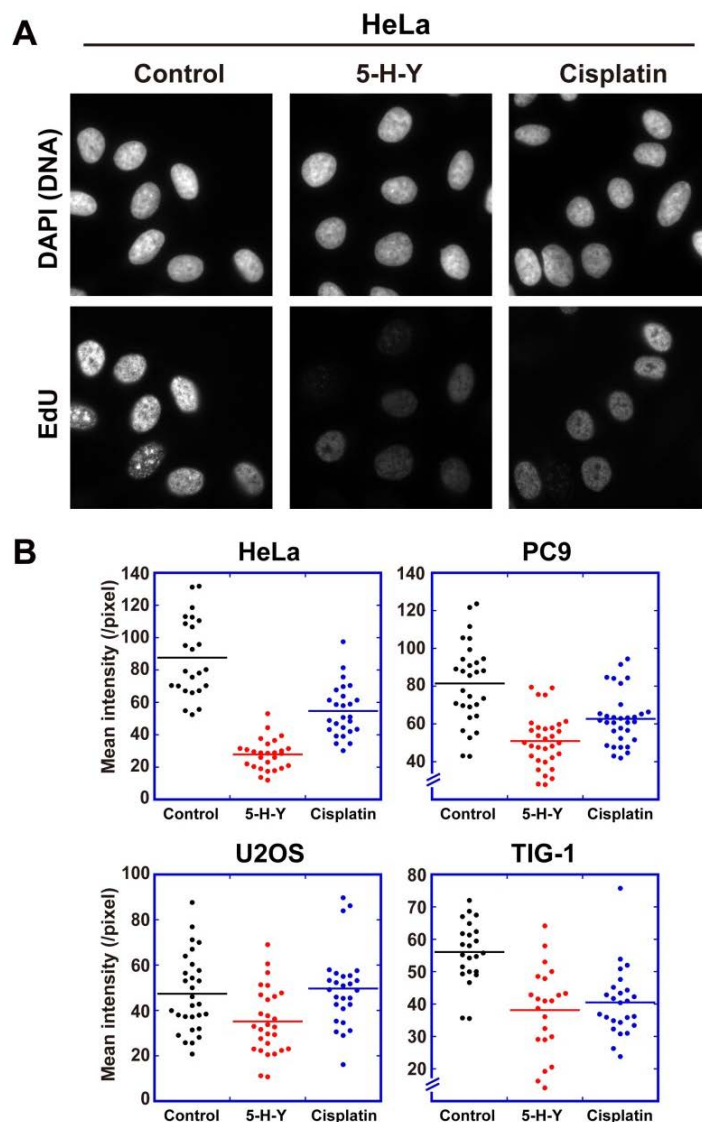 A
HeLa
Control 5-H-Y Cisplatin
DAPI (DNA)
EdU
B
HeLa
Mean intensity (/pixel)
140
120
100
80
60
40
20
0
Control 5-H-Y Cisplatin
PC9
140
120
100
80
60
40
Control 5-H-Y Cisplatin
U2OS
Mean intensity (/pixel)
100
80
60
40
20
0
Control 5-H-Y Cisplatin
TIG-1
80
70
60
50
40
30
20
Control 5-H-Y Cisplatin